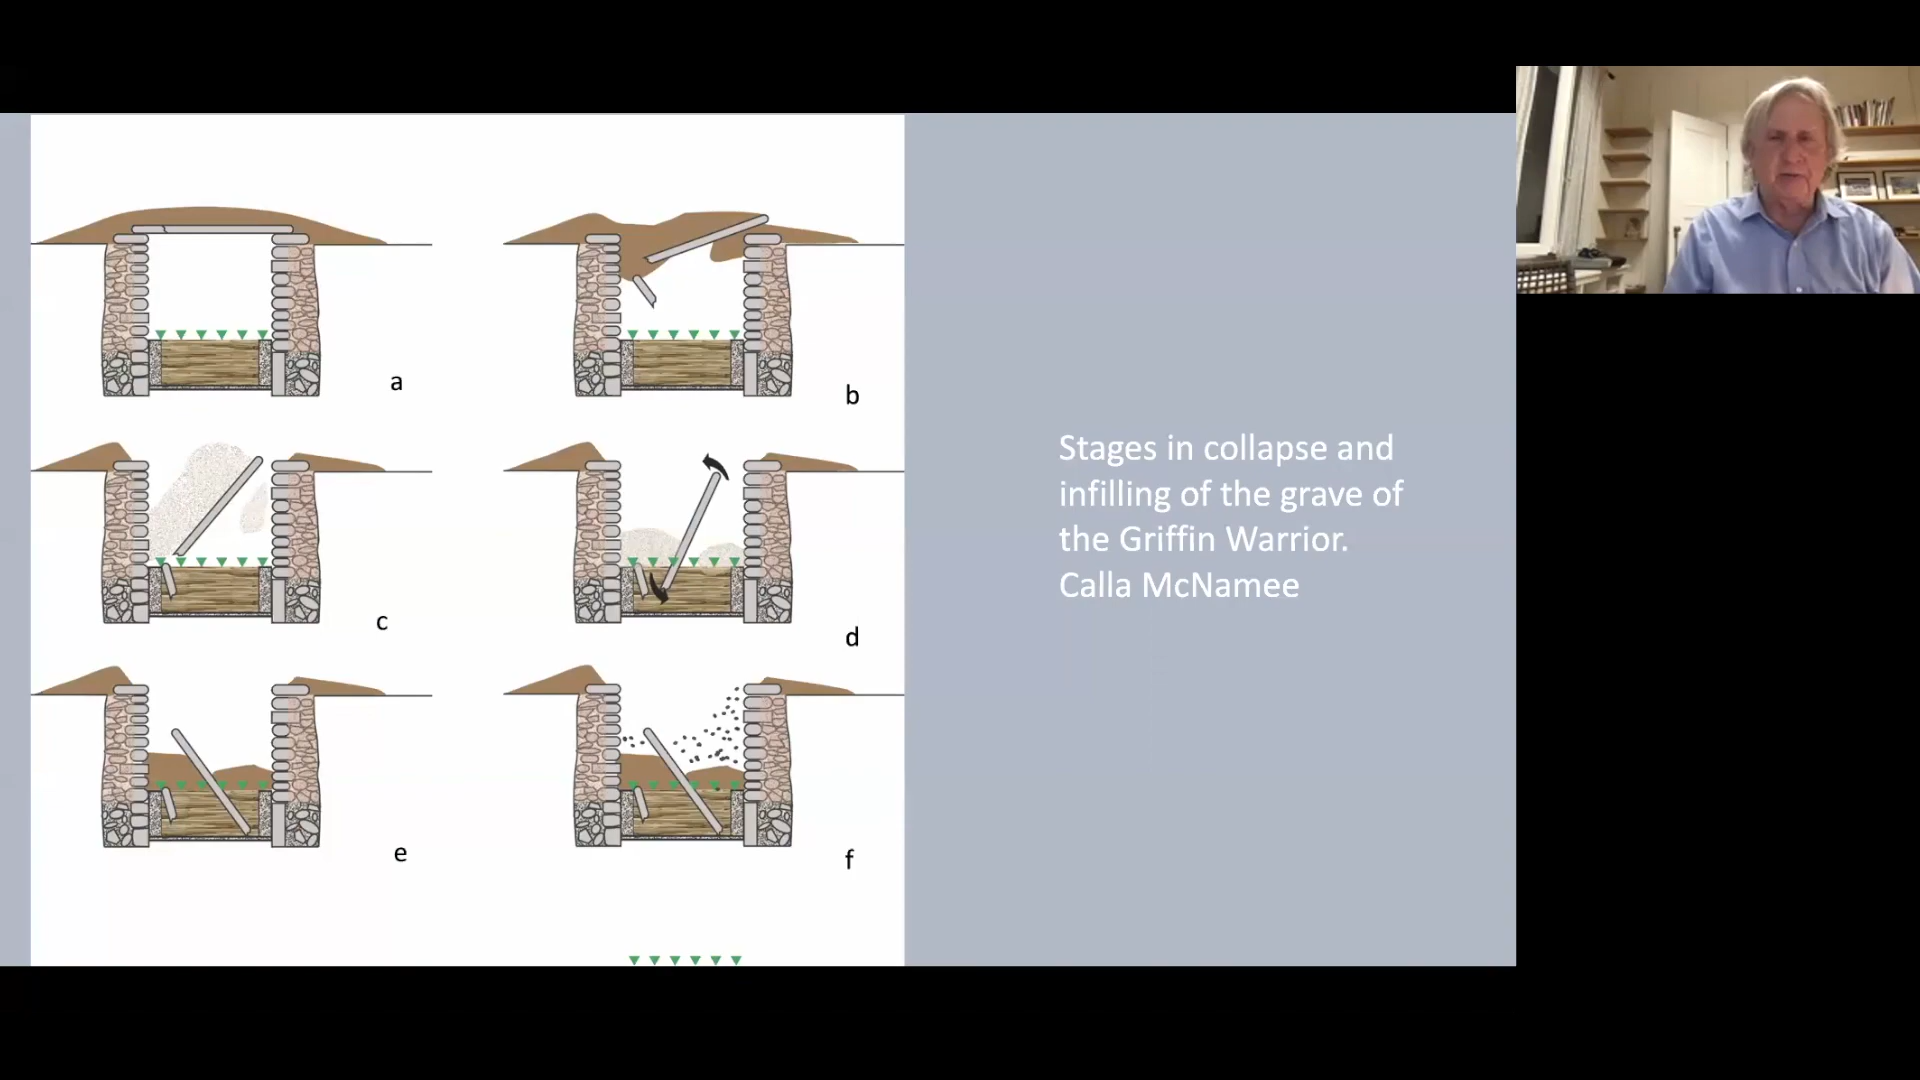 a
b
c
d
e
f
Stages in collapse and
infilling of the grave of
the Griffin Warrior.
Calla McNamee